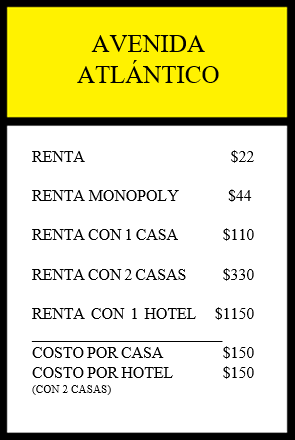 AVENIDA
ATLÁNTICO
RENTA $22
RENTA MONOPOLY $44
RENTA CON 1 CASA $110
RENTA CON 2 CASAS $330
RENTA CON 1 HOTEL $1150
COSTO POR CASA $150
COSTO POR HOTEL $150
(CON 2 CASAS)